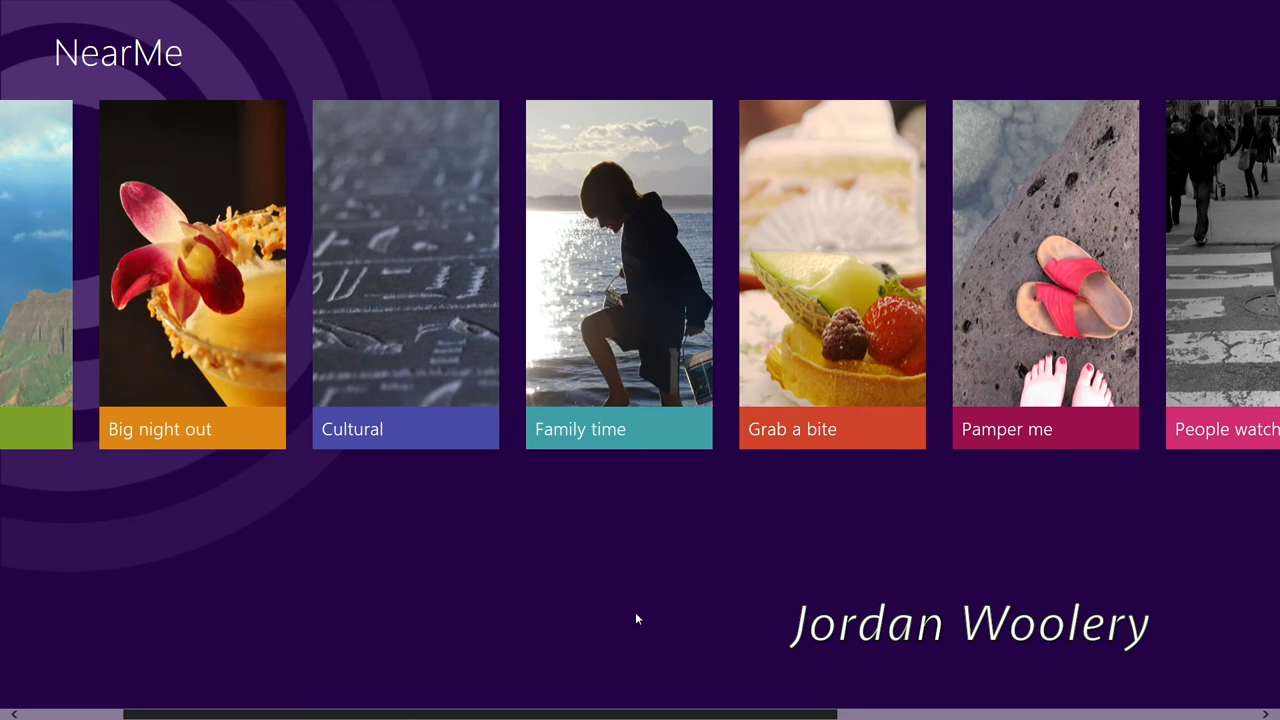 NearMe
Big night out
Cultural
Family time
Grab a bite
Pamper me
People watch
Jordan Woolery